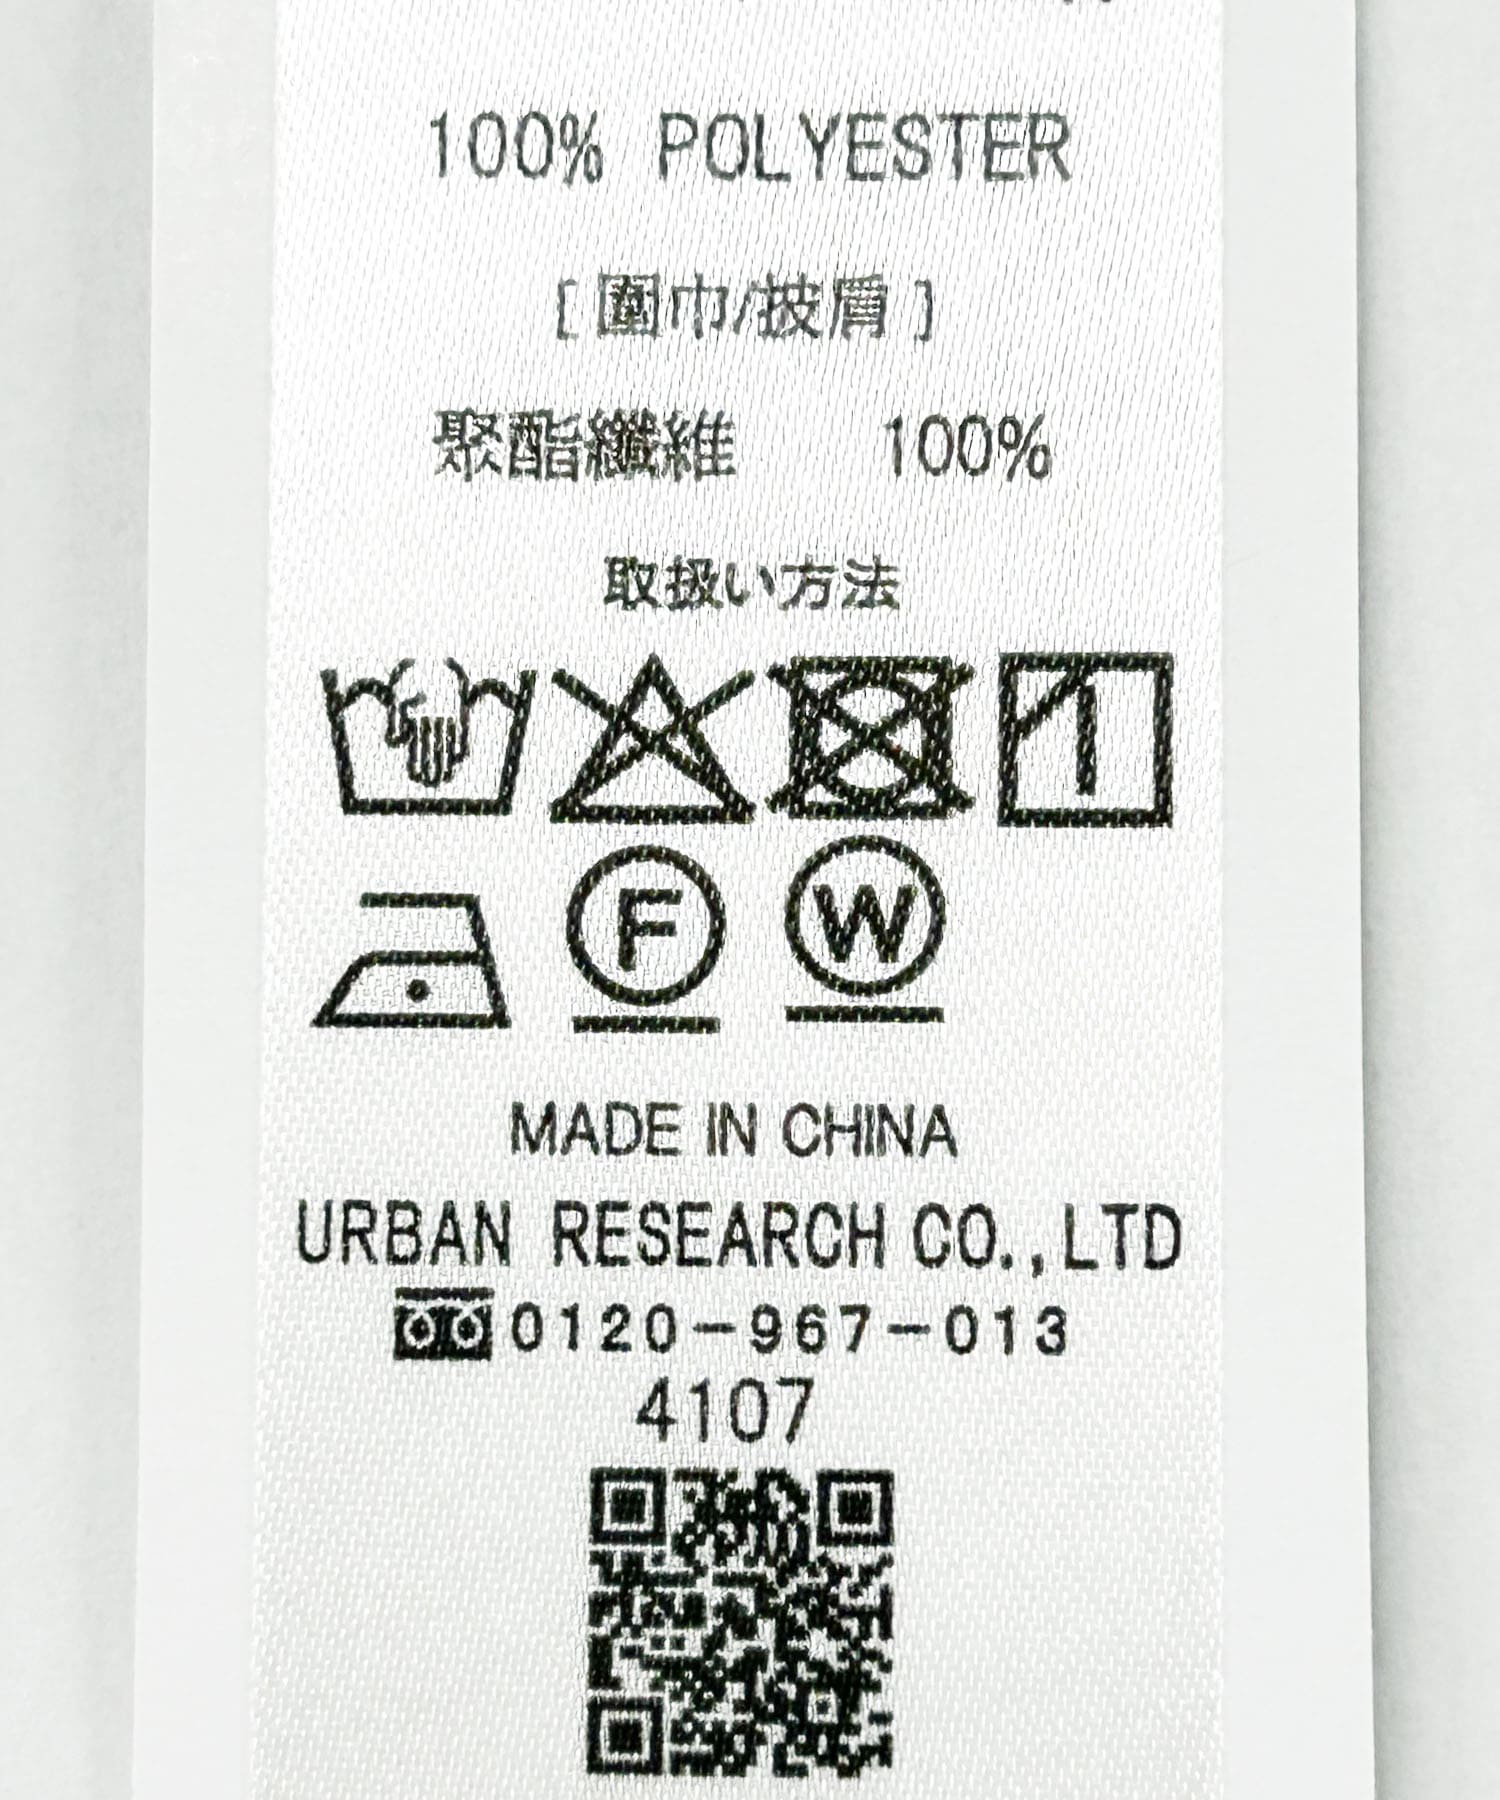 100% POLYESTER
[ 圍巾/披肩 ]
聚酯纖維 100%
取扱い方法
F W
MADE IN CHINA
URBAN RESEARCH CO.,LTD
0120-967-013
4107